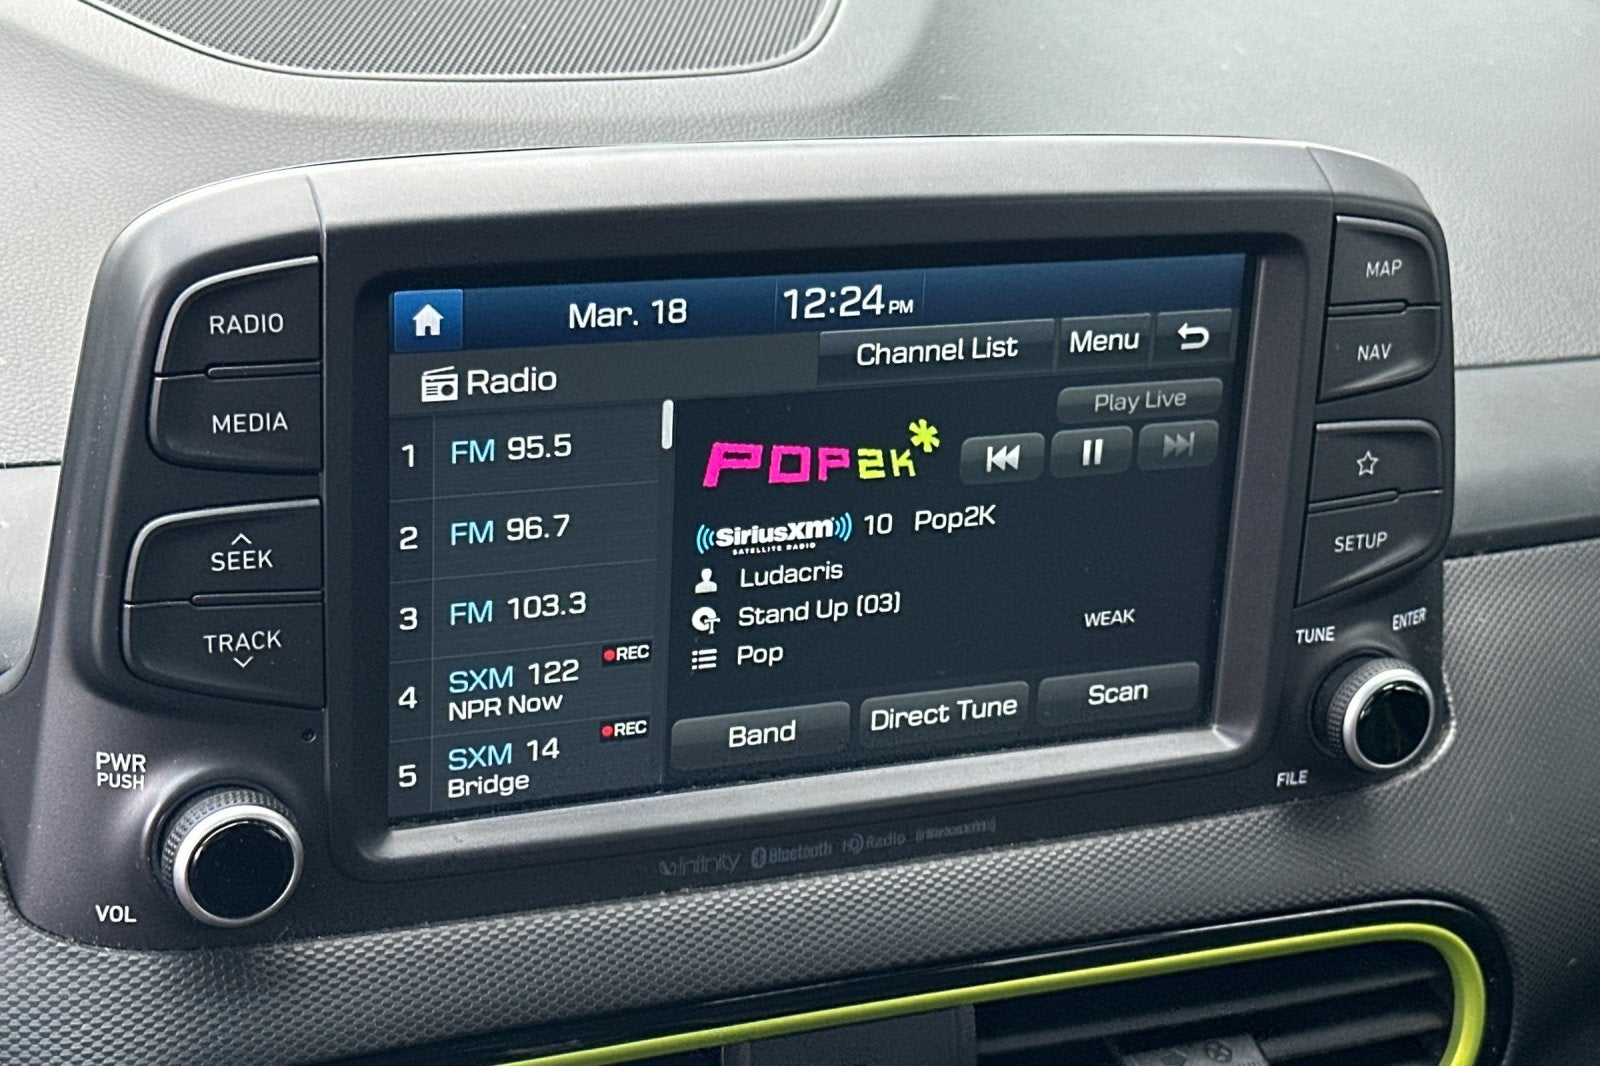 RADIO
MEDIA
SEEK
TRACK
PWR
PUSH
VOL
Mar. 18
12:24 PM
Radio
Channel List
Menu
1 FM 95.5
2 FM 96.7
3 FM 103.3
4 SXM 122 REC
NPR Now
5 SXM 14 REC
Bridge
Play Live
POP2K*
SiriusXM 10 Pop2K
SATELLITE RADIO
Ludacris
Stand Up (03)
WEAK
Pop
Band
Direct Tune
Scan
MAP
NAV
SETUP
TUNE
ENTER
FILE
Infinity Bluetooth HD Radio SiriusXM